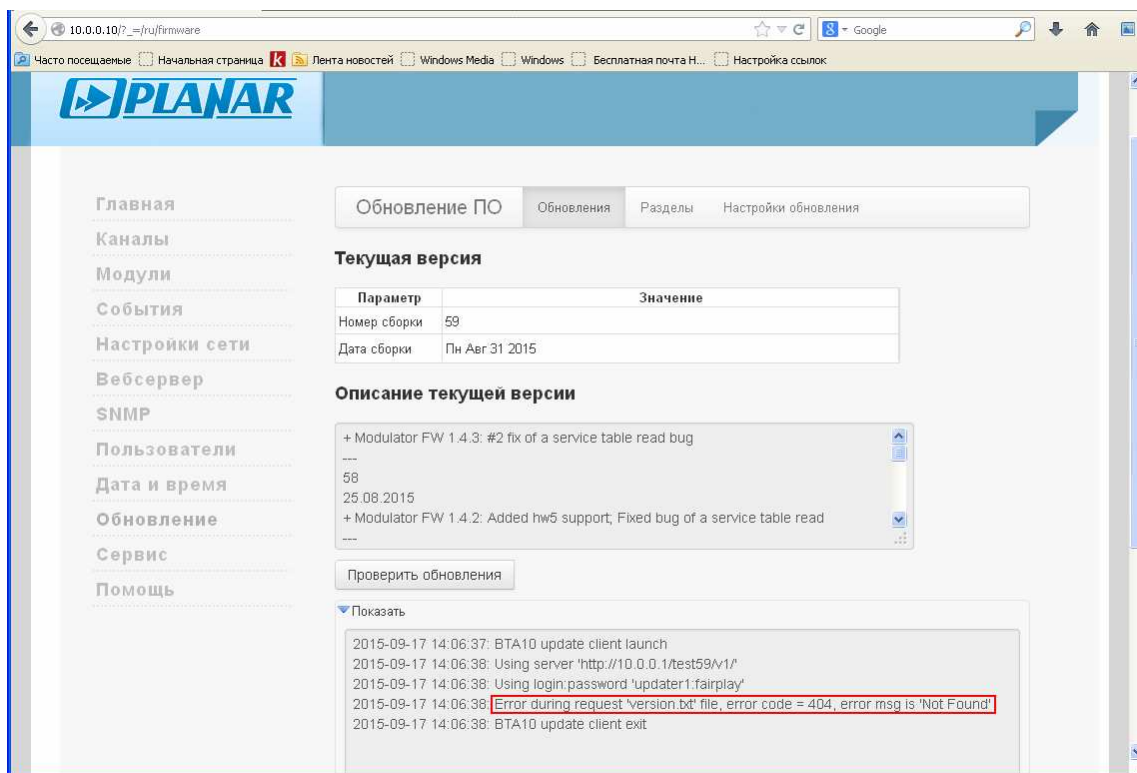 10.0.0.10/?_=/ru/firmware
Google
Часто посещаемые Начальная страница Лента новостей Windows Media Windows Бесплатная почта Н... Настройка ссылок
PLANAR
Главная
Каналы
Модули
События
Настройки сети
Вебсервер
SNMP
Пользователи
Дата и время
Обновление
Сервис
Помощь
Обновление ПО Обновления Разделы Настройки обновления
Текущая версия
Параметр Значение
Номер сборки 59
Дата сборки Пн Авг 31 2015
Описание текущей версии
+ Modulator FW 1.4.3: #2 fix of a service table read bug
---
58
25.08.2015
+ Modulator FW 1.4.2: Added hw5 support; Fixed bug of a service table read
---
Проверить обновления
Показать
2015-09-17 14:06:37: BTA10 update client launch
2015-09-17 14:06:38: Using server 'http://10.0.0.1/test59/v1/'
2015-09-17 14:06:38: Using login:password 'updater1:fairplay'
2015-09-17 14:06:38: Error during request 'version.txt' file, error code = 404, error msg is 'Not Found'
2015-09-17 14:06:38: BTA10 update client exit